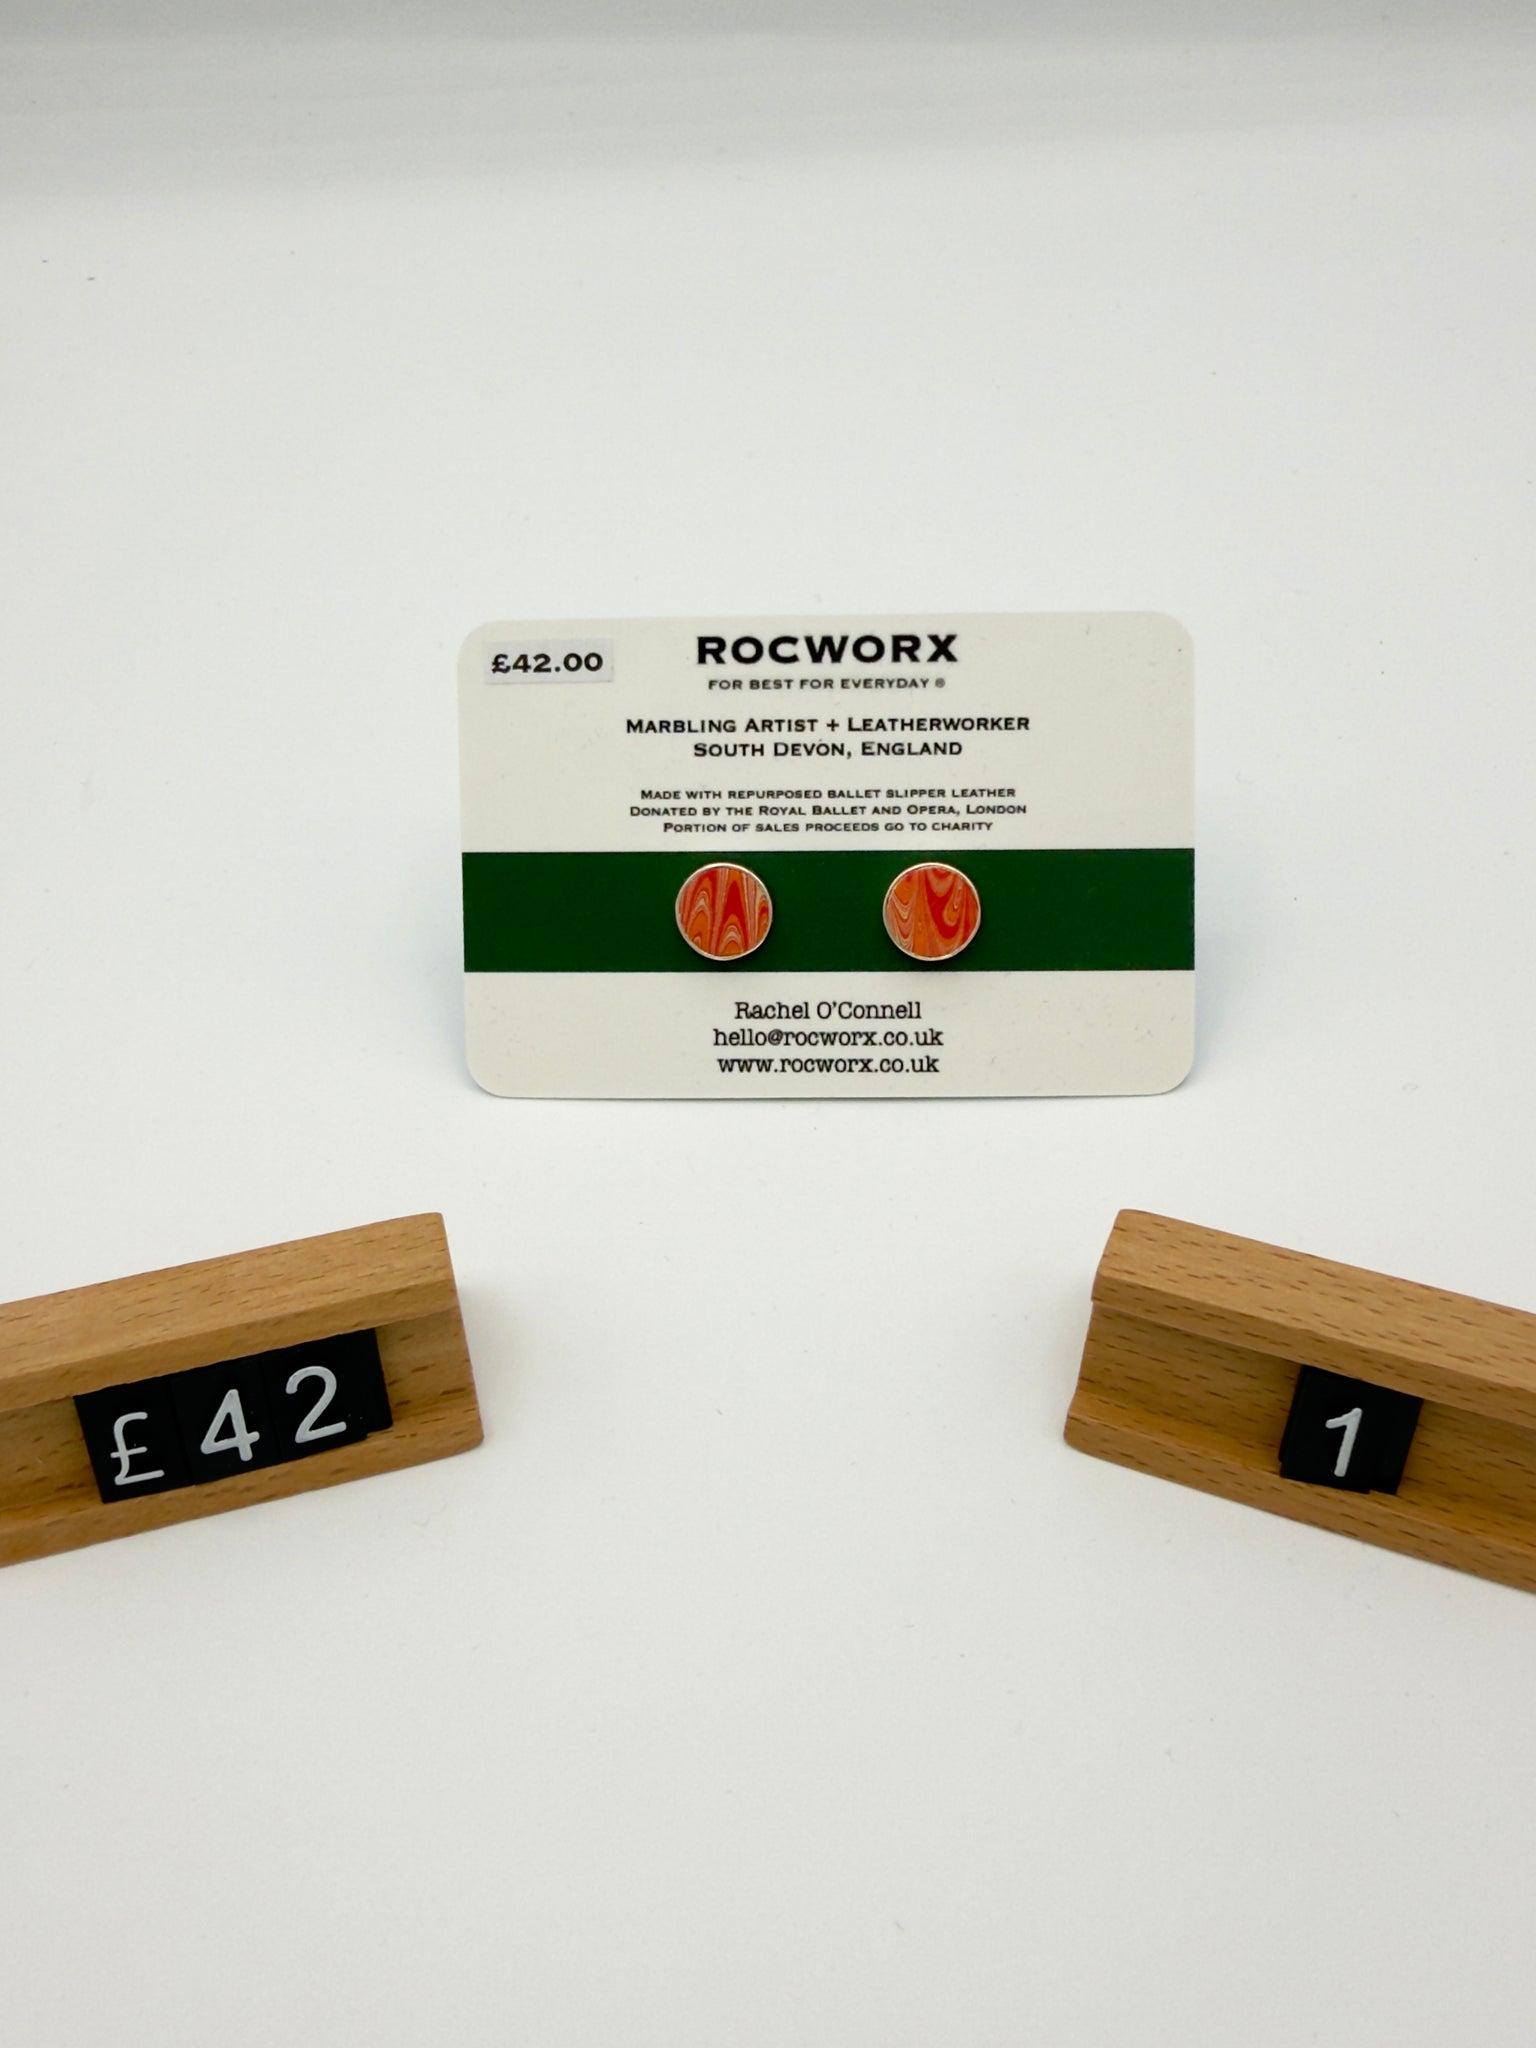 £42.00
ROCWORX
FOR BEST FOR EVERYDAY ®
MARBLING ARTIST + LEATHERWORKER
SOUTH DEVON, ENGLAND
MADE WITH REPURPOSED BALLET SLIPPER LEATHER
DONATED BY THE ROYAL BALLET AND OPERA, LONDON
PORTION OF SALES PROCEEDS GO TO CHARITY
Rachel O'Connell
hello@rocworx.co.uk
www.rocworx.co.uk
£42
1